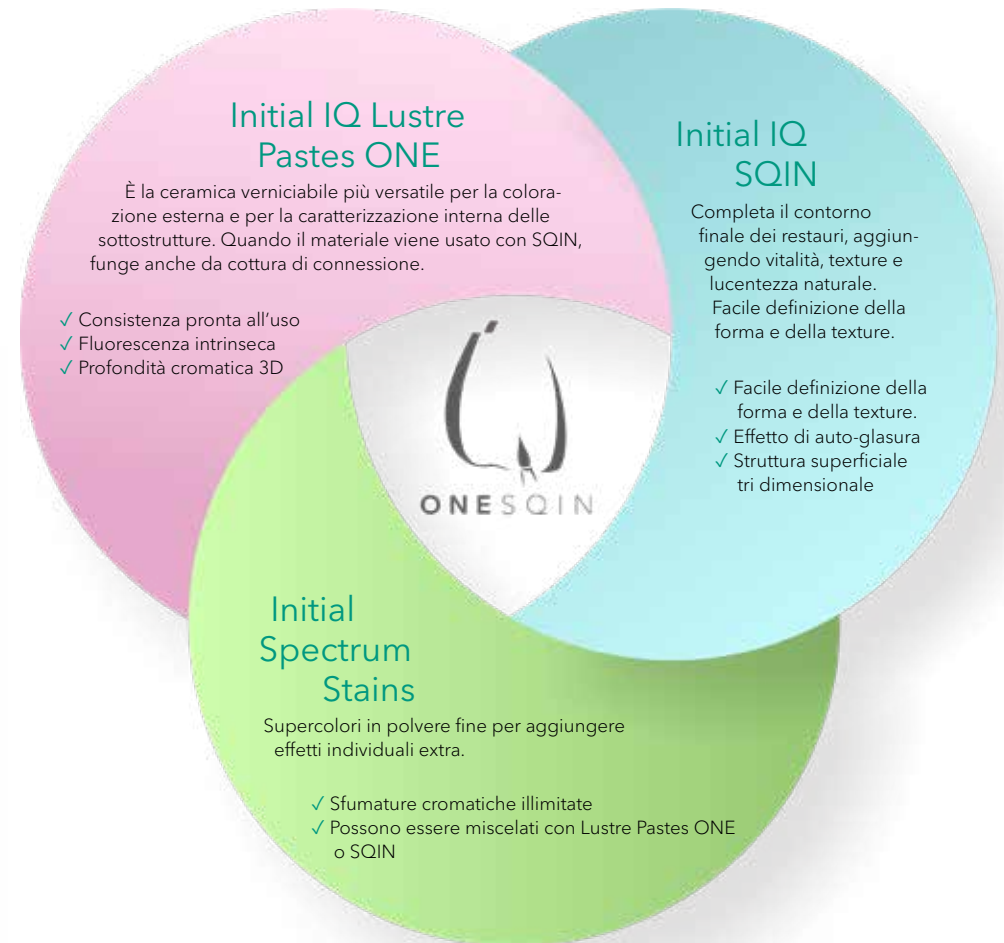 Initial IQ Lustre
Pastes ONE
È la ceramica verniciabile più versatile per la colora-
zione esterna e per la caratterizzazione interna delle
sottostrutture. Quando il materiale viene usato con SQIN,
funge anche da cottura di connessione.
✓ Consistenza pronta all'uso
✓ Fluorescenza intrinseca
✓ Profondità cromatica 3D
Initial IQ
SQIN
Completa il contorno
finale dei restauri, aggiun-
gendo vitalità, texture e
lucentezza naturale.
Facile definizione della
forma e della texture.
✓ Facile definizione della
forma e della texture.
✓ Effetto di auto-glasura
✓ Struttura superficiale
tri dimensionale
ONESQIN
Initial
Spectrum
Stains
Supercolori in polvere fine per aggiungere
effetti individuali extra.
✓ Sfumature cromatiche illimitate
✓ Possono essere miscelati con Lustre Pastes ONE
o SQIN